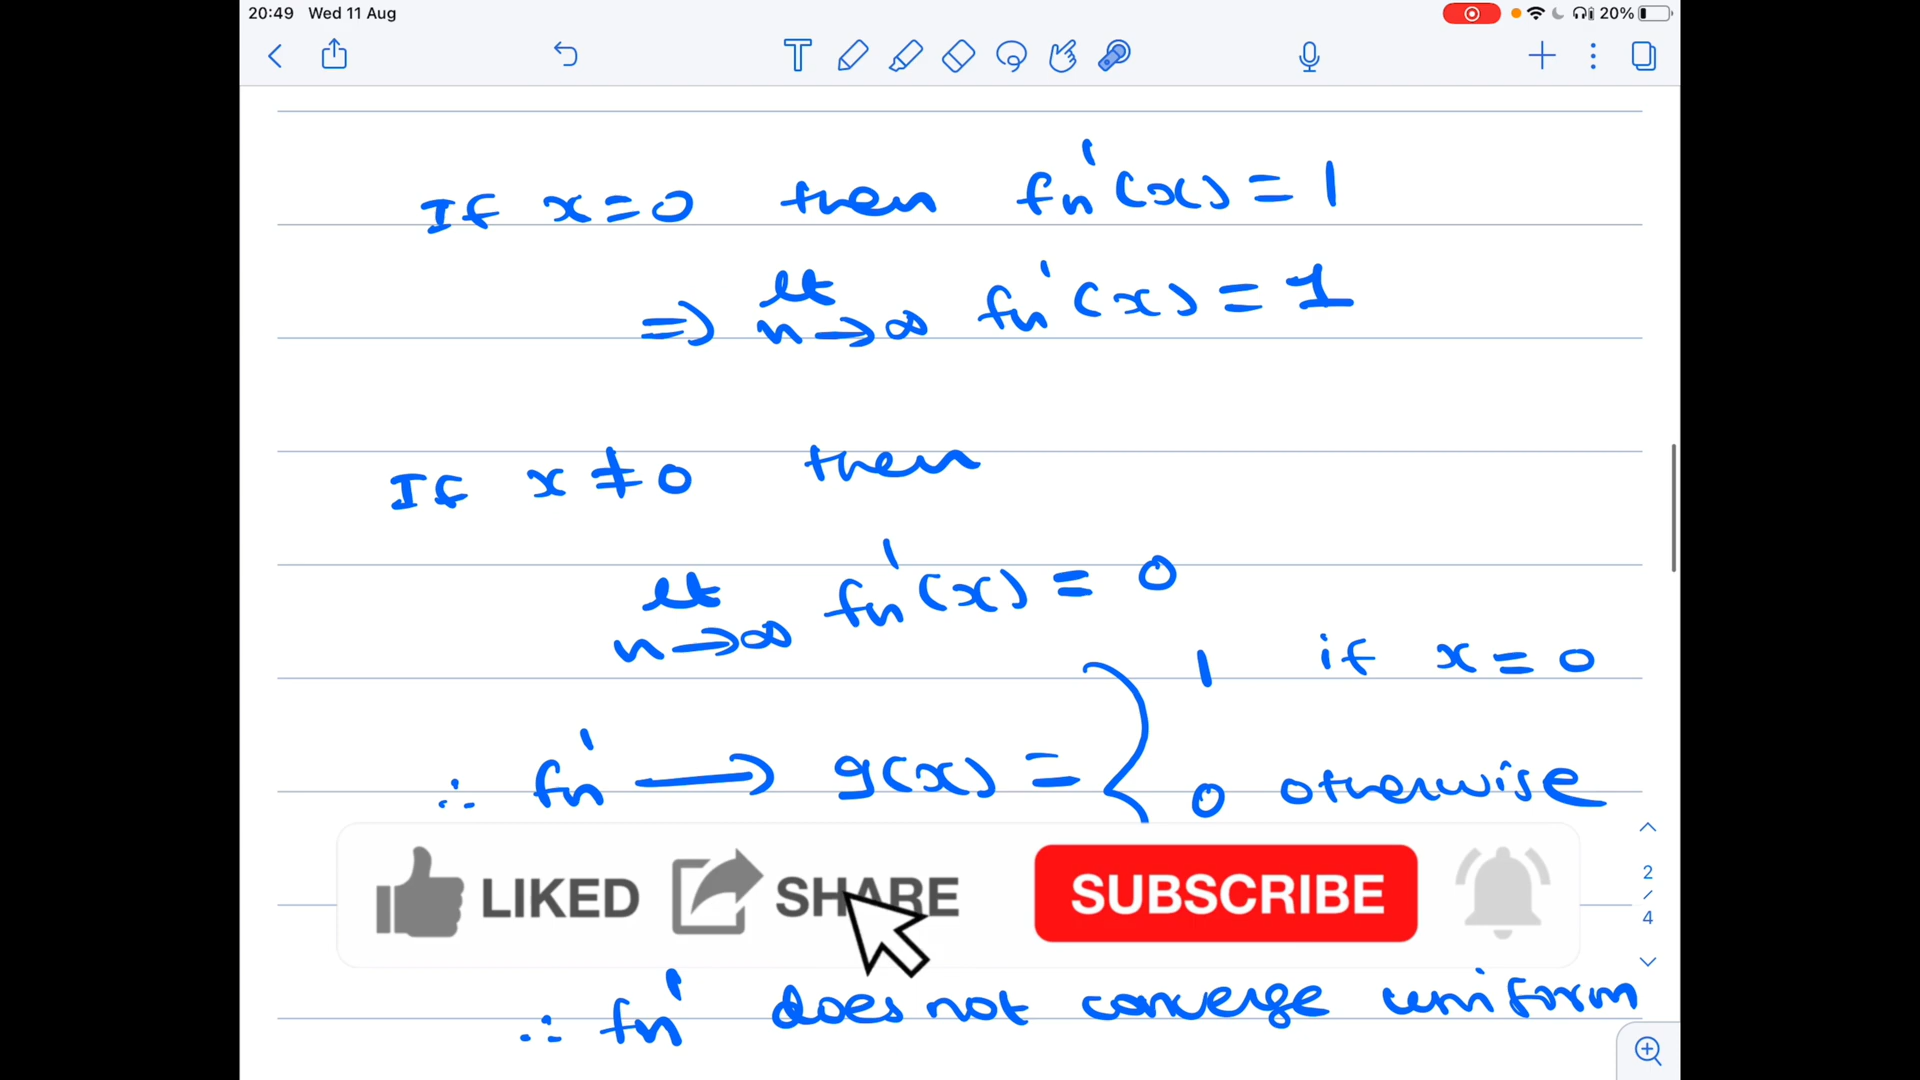 20:49 Wed 11 Aug 20%
T
If x=0 then fn'(x) = 1
=> lt n→∞ fn'(x) = 1
If x≠0 then
lt n→∞ fn'(x) = 0
1 if x=0
∴ fn' → g(x) = {
0 otherwise
LIKED SHARE SUBSCRIBE
2/4
∴ fn' does not converge uniform